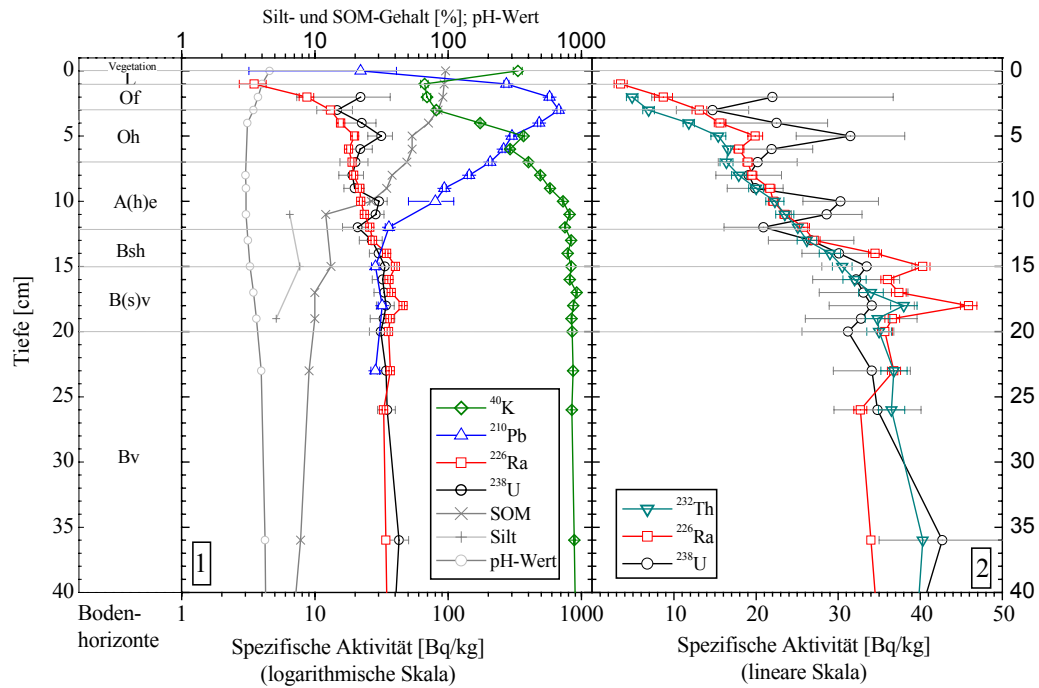 Silt- und SOM-Gehalt [%]; pH-Wert
1 10 100 1000
Tiefe [cm]
0
5
10
15
20
25
30
35
40
Vegetation
L
Of
Oh
A(h)e
Bsh
B(s)v
Bv
Boden-
horizonte
⁴⁰K
²¹⁰Pb
²²⁶Ra
²³⁸U
SOM
Silt
pH-Wert
1
1 10 100 1000
Spezifische Aktivität [Bq/kg]
(logarithmische Skala)
²³²Th
²²⁶Ra
²³⁸U
2
10 20 30 40 50
Spezifische Aktivität [Bq/kg]
(lineare Skala)
0
5
10
15
20
25
30
35
40